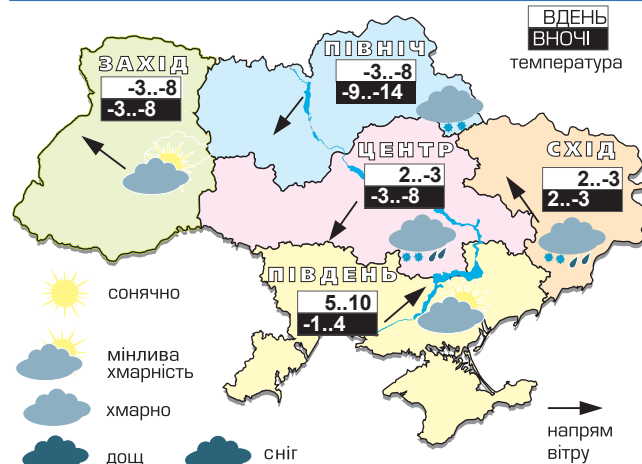 ВДЕНЬ
ВНОЧІ
температура
ПІВНІЧ
-3..-8
-9..-14
ЗАХІД
-3..-8
-3..-8
ЦЕНТР
2..-3
-3..-8
СХІД
2..-3
2..-3
ПІВДЕНЬ
5..10
-1..4
сонячно
мінлива
хмарність
хмарно
дощ
сніг
напрям
вітру